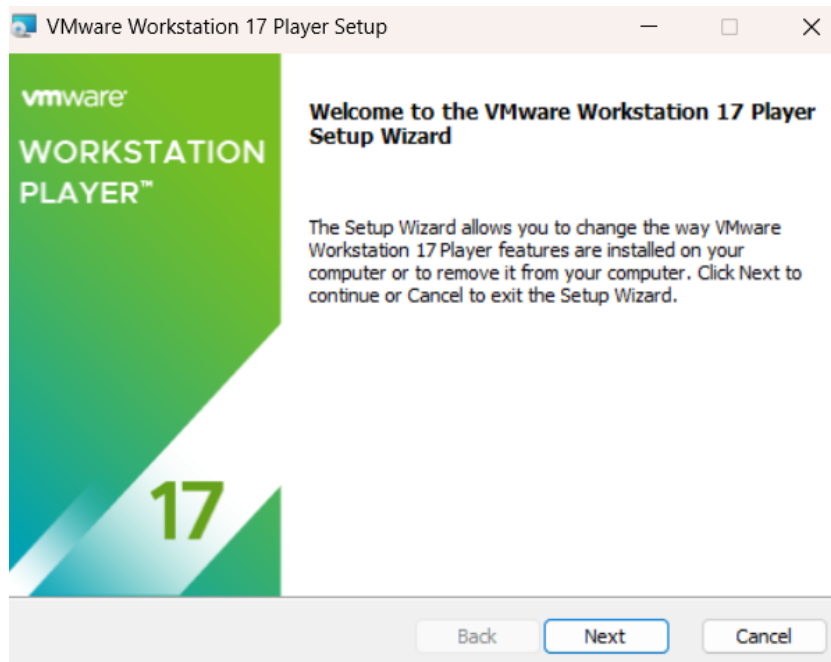 VMware Workstation 17 Player Setup
vmware
WORKSTATION
PLAYER™
Welcome to the VMware Workstation 17 Player
Setup Wizard
The Setup Wizard allows you to change the way VMware
Workstation 17 Player features are installed on your
computer or to remove it from your computer. Click Next to
continue or Cancel to exit the Setup Wizard.
17
Back Next Cancel